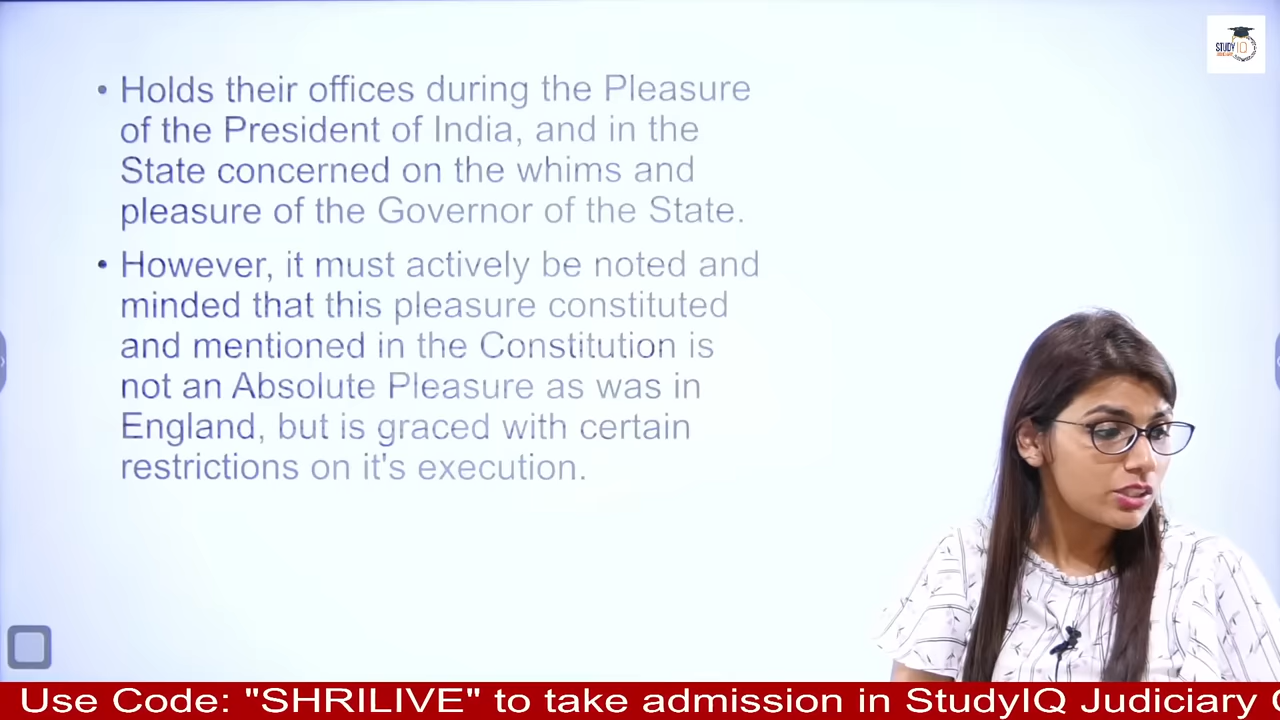 STUDY IQ
• Holds their offices during the Pleasure
of the President of India, and in the
State concerned on the whims and
pleasure of the Governor of the State.
• However, it must actively be noted and
minded that this pleasure constituted
and mentioned in the Constitution is
not an Absolute Pleasure as was in
England, but is graced with certain
restrictions on it's execution.
Use Code: "SHRILIVE" to take admission in StudyIQ Judiciary